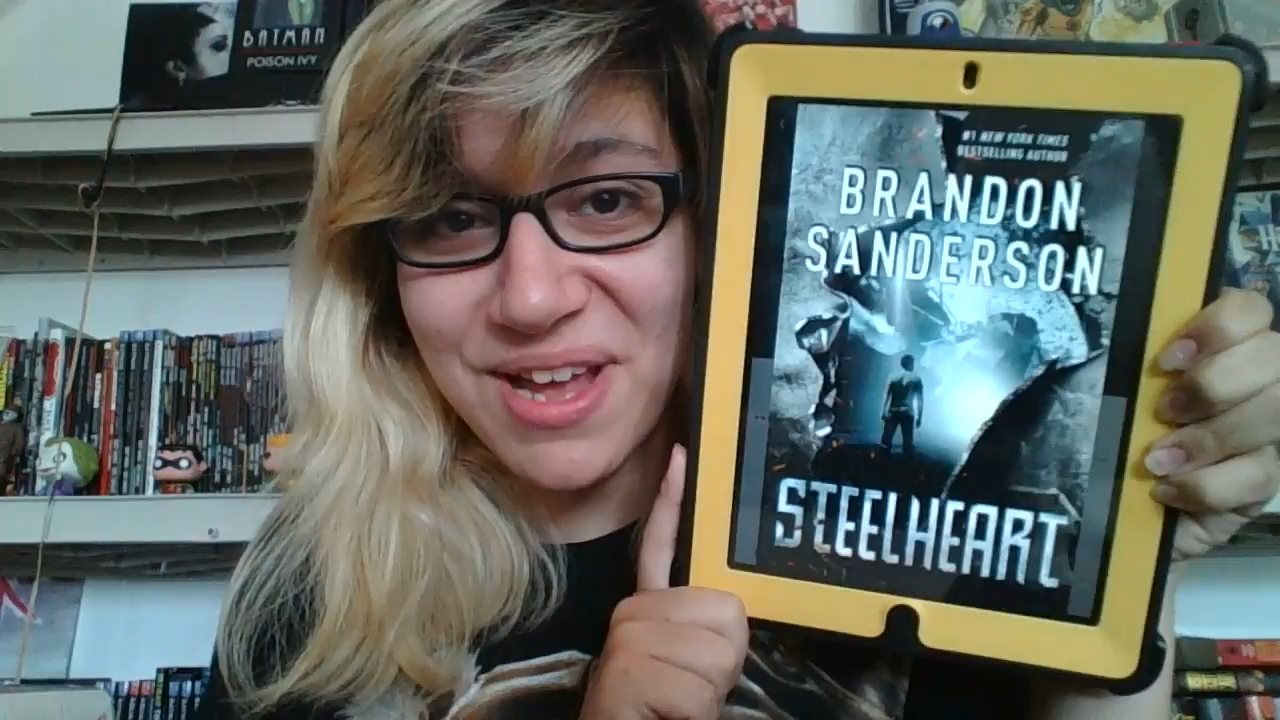 BATMAN
POISON IVY
#1 NEW YORK TIMES
BESTSELLING AUTHOR
BRANDON
SANDERSON
STEELHEART